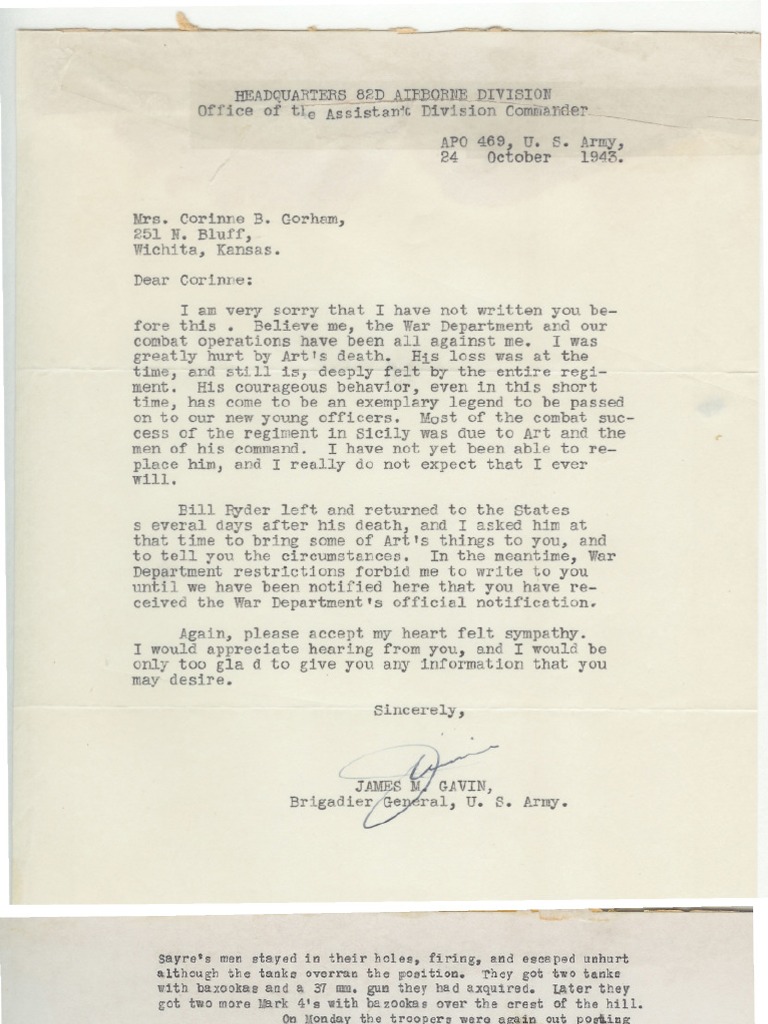 HEADQUARTERS 82D AIRBORNE DIVISION
Office of the Assistant Division Commander
APO 469, U. S. Army,
24 October 1943.
Mrs. Corinne B. Gorham,
251 N. Bluff,
Wichita, Kansas.
Dear Corinne:
I am very sorry that I have not written you be-
fore this . Believe me, the War Department and our
combat operations have been all against me. I was
greatly hurt by Art's death. His loss was at the
time, and still is, deeply felt by the entire regi-
ment. His courageous behavior, even in this short
time, has come to be an exemplary legend to be passed
on to our new young officers. Most of the combat suc-
cess of the regiment in Sicily was due to Art and the
men of his command. I have not yet been able to re-
place him, and I really do not expect that I ever
will.
Bill Ryder left and returned to the States
s everal days after his death, and I asked him at
that time to bring some of Art's things to you, and
to tell you the circumstances. In the meantime, War
Department restrictions forbid me to write to you
until we have been notified here that you have re-
ceived the War Department's official notification.
Again, please accept my heart felt sympathy.
I would appreciate hearing from you, and I would be
only too gla d to give you any information that you
may desire.
Sincerely,
JAMES M. GAVIN,
Brigadier General, U. S. Army.
Sayre's men stayed in their holes, firing, and escaped unhurt
although the tanks overran the position. They got two tanks
with baxookas and a 37 mm. gun they had axquired. Later they
got two more Mark 4's with bazookas over the crest of the hill.
On Monday the troopers were again out posting